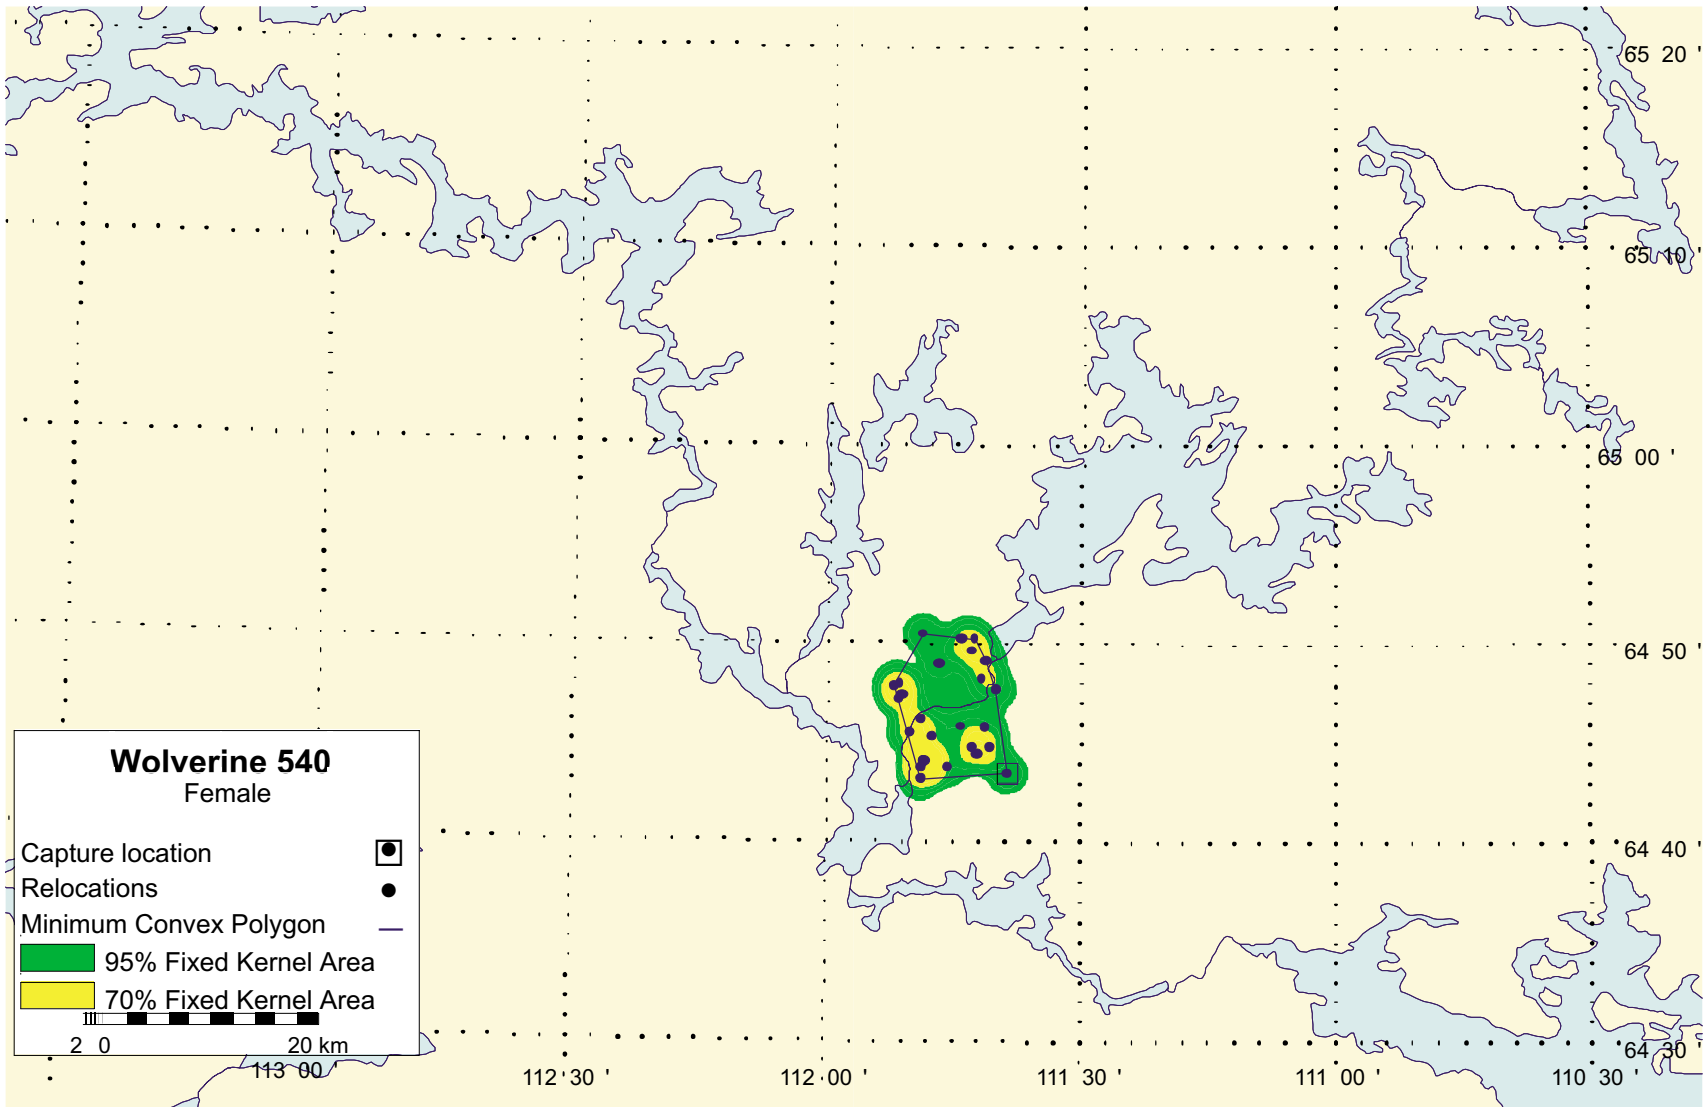 65 20 '
65 10 '
65 00 '
64 50 '
64 40 '
64 30 '
Wolverine 540
Female
Capture location
Relocations
Minimum Convex Polygon
95% Fixed Kernel Area
70% Fixed Kernel Area
2 0 20 km
113 00 ' 112 30 ' 112 00 ' 111 30 ' 111 00 ' 110 30 '